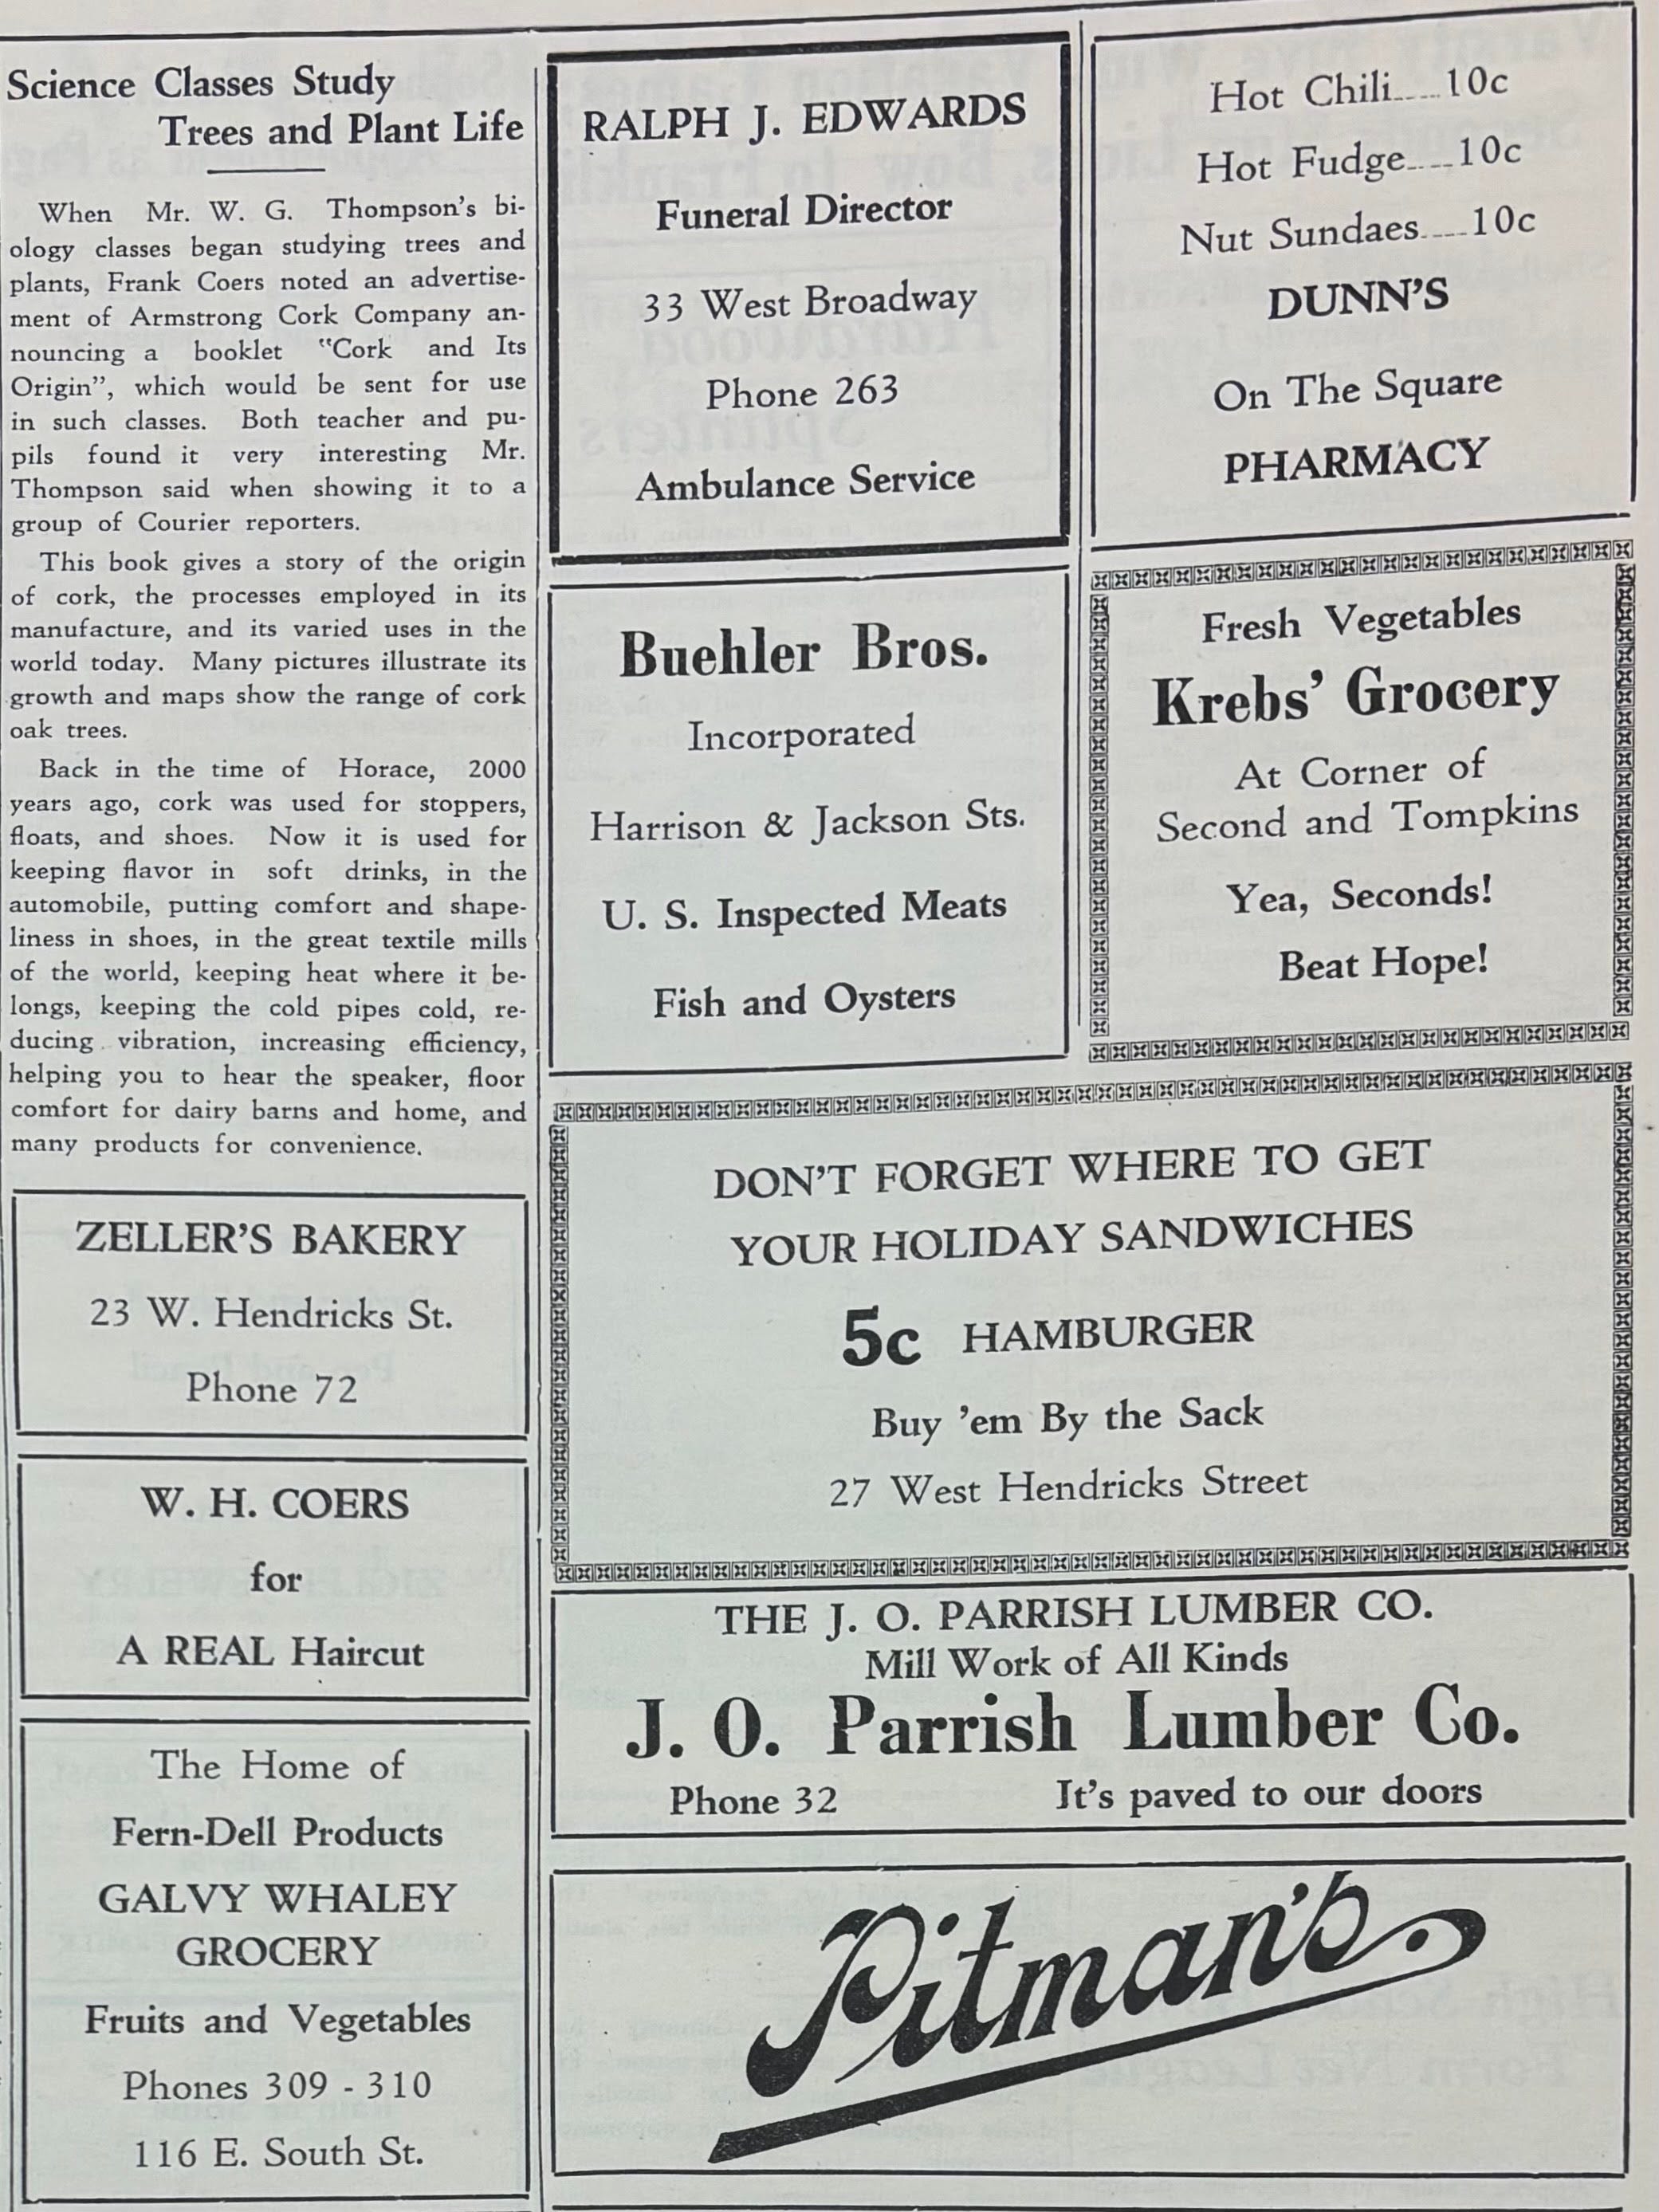 Science Classes Study
Trees and Plant Life
When Mr. W. G. Thompson's bi-
ology classes began studying trees and
plants, Frank Coers noted an advertise-
ment of Armstrong Cork Company an-
nouncing a booklet "Cork and Its
Origin", which would be sent for use
in such classes. Both teacher and pu-
pils found it very interesting Mr.
Thompson said when showing it to a
group of Courier reporters.
This book gives a story of the origin
of cork, the processes employed in its
manufacture, and its varied uses in the
world today. Many pictures illustrate its
growth and maps show the range of cork
oak trees.
Back in the time of Horace, 2000
years ago, cork was used for stoppers,
floats, and shoes. Now it is used for
keeping flavor in soft drinks, in the
automobile, putting comfort and shape-
liness in shoes, in the great textile mills
of the world, keeping heat where it be-
longs, keeping the cold pipes cold, re-
ducing vibration, increasing efficiency,
helping you to hear the speaker, floor
comfort for dairy barns and home, and
many products for convenience.
ZELLER'S BAKERY
23 W. Hendricks St.
Phone 72
W. H. COERS
for
A REAL Haircut
The Home of
Fern-Dell Products
GALVY WHALEY
GROCERY
Fruits and Vegetables
Phones 309 - 310
116 E. South St.
RALPH J. EDWARDS
Funeral Director
33 West Broadway
Phone 263
Ambulance Service
Buehler Bros.
Incorporated
Harrison & Jackson Sts.
U. S. Inspected Meats
Fish and Oysters
Hot Chili.....10c
Hot Fudge.....10c
Nut Sundaes.....10c
DUNN'S
On The Square
PHARMACY
Fresh Vegetables
Krebs' Grocery
At Corner of
Second and Tompkins
Yea, Seconds!
Beat Hope!
DON'T FORGET WHERE TO GET
YOUR HOLIDAY SANDWICHES
5c HAMBURGER
Buy 'em By the Sack
27 West Hendricks Street
THE J. O. PARRISH LUMBER CO.
Mill Work of All Kinds
J. O. Parrish Lumber Co.
Phone 32 It's paved to our doors
Pitman's